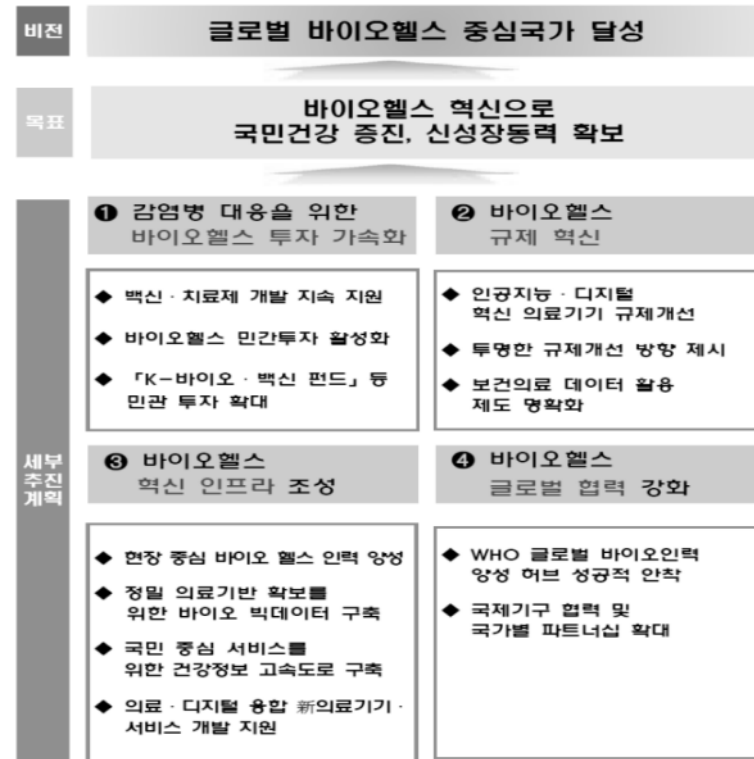 비전
글로벌 바이오헬스 중심국가 달성
목표
바이오헬스 혁신으로
국민건강 증진, 신성장동력 확보
세부
추진
계획
❶ 감염병 대응을 위한
바이오헬스 투자 가속화
◆ 백신 · 치료제 개발 지속 지원
◆ 바이오헬스 민간투자 활성화
◆ 「K-바이오 · 백신 펀드」 등
민관 투자 확대
❷ 바이오헬스
규제 혁신
◆ 인공지능 · 디지털
혁신 의료기기 규제개선
◆ 투명한 규제개선 방향 제시
◆ 보건의료 데이터 활용
제도 명확화
❸ 바이오헬스
혁신 인프라 조성
◆ 현장 중심 바이오 헬스 인력 양성
◆ 정밀 의료기반 확보를
위한 바이오 빅데이터 구축
◆ 국민 중심 서비스를
위한 건강정보 고속도로 구축
◆ 의료 · 디지털 융합 新의료기기 ·
서비스 개발 지원
❹ 바이오헬스
글로벌 협력 강화
◆ WHO 글로벌 바이오인력
양성 허브 성공적 안착
◆ 국제기구 협력 및
국가별 파트너십 확대